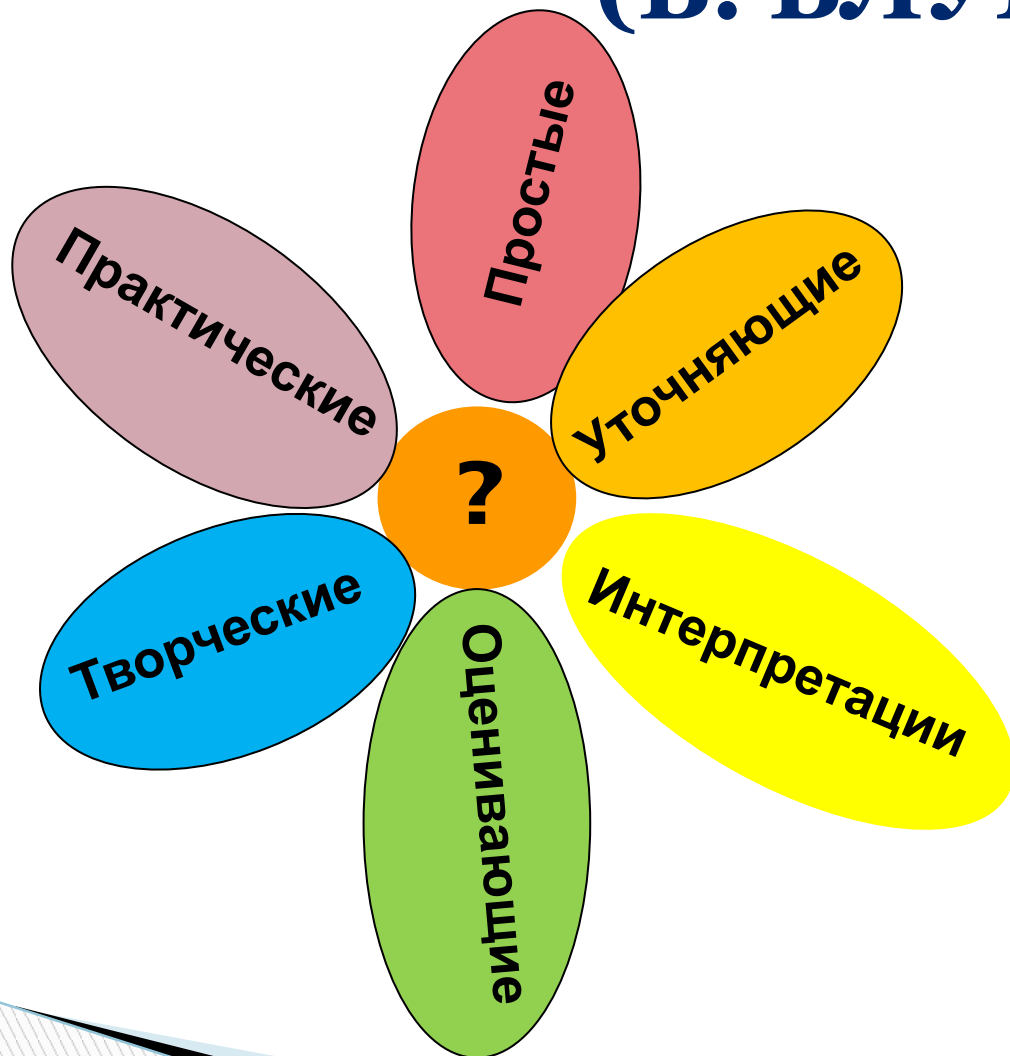 Простые
Уточняющие
Интерпретации
Оценивающие
Творческие
Практические
?